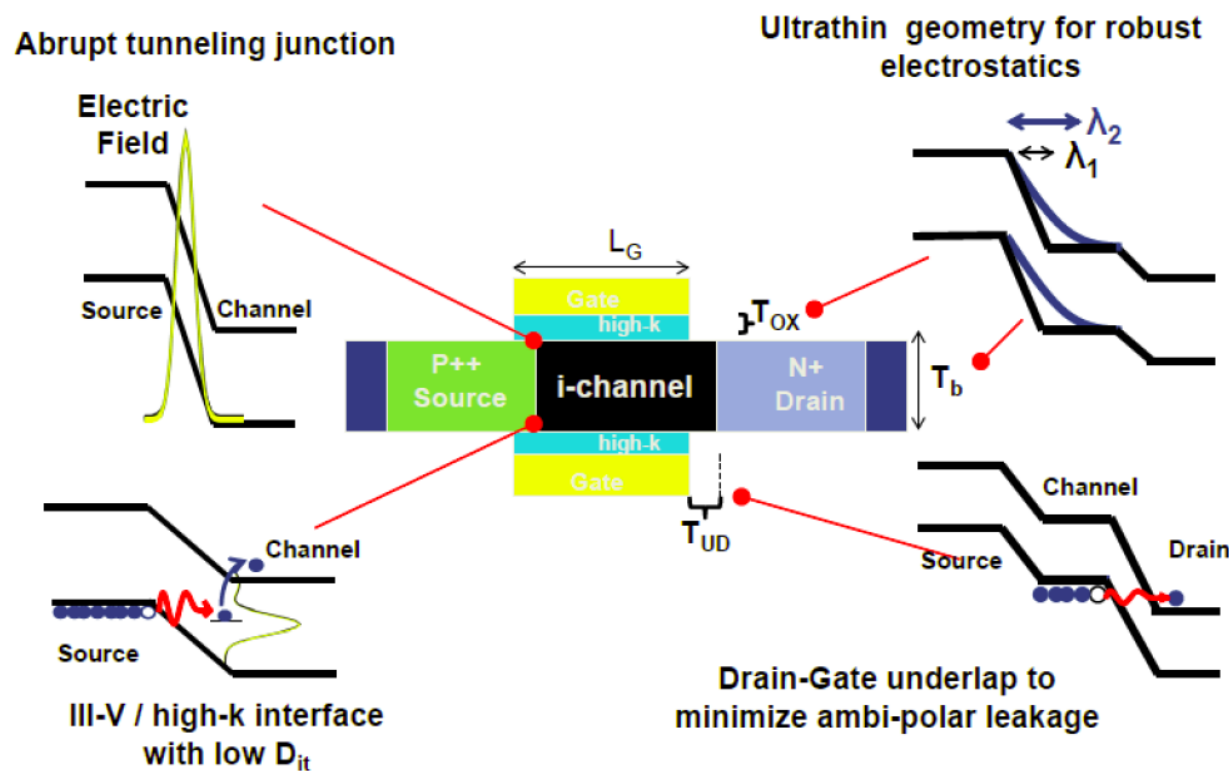 Abrupt tunneling junction
Ultrathin  geometry for robust
electrostatics
Electric
Field
Source
Channel
λ2
λ1
LG
Gate
high-k
P++
Source
i-channel
N+
Drain
TOX
Tb
high-k
Gate
TUD
Channel
Source
III-V / high-k interface
with low Dit
Channel
Source
Drain
Drain-Gate underlap to
minimize ambi-polar leakage